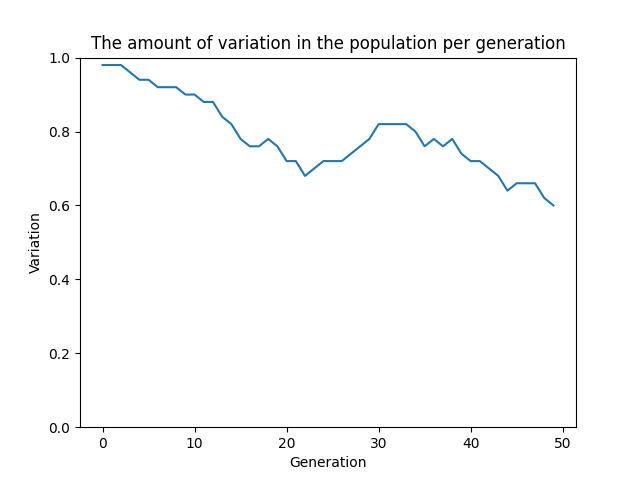 The amount of variation in the population per generation
1.0
0.8
0.6
0.4
0.2
0.0
Variation
0 10 20 30 40 50
Generation